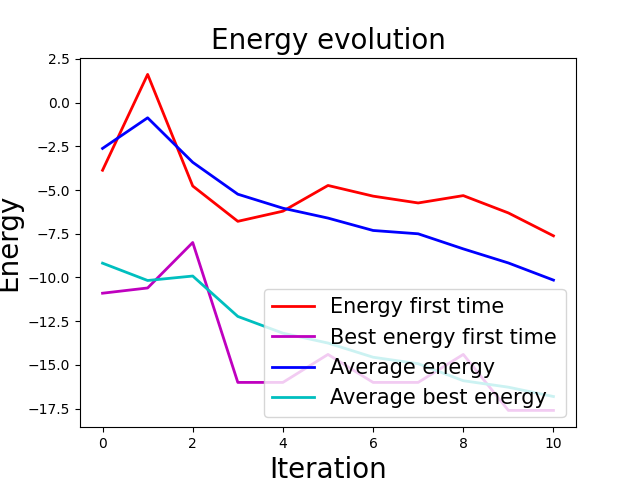 Energy evolution
2.5
0.0
−2.5
−5.0
−7.5
−10.0
−12.5
−15.0
−17.5
Energy
Energy first time
Best energy first time
Average energy
Average best energy
0 2 4 6 8 10
Iteration